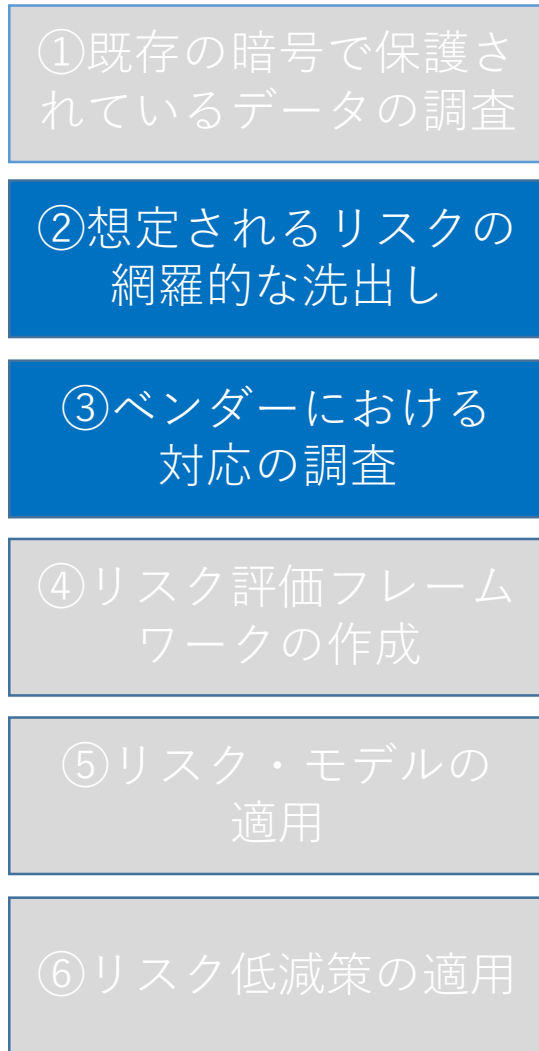 ①既存の暗号で保護さ
れているデータの調査
②想定されるリスクの
網羅的な洗出し
③ベンダーにおける
対応の調査
④リスク評価フレーム
ワークの作成
⑤リスク・モデルの
適用
⑥リスク低減策の適用